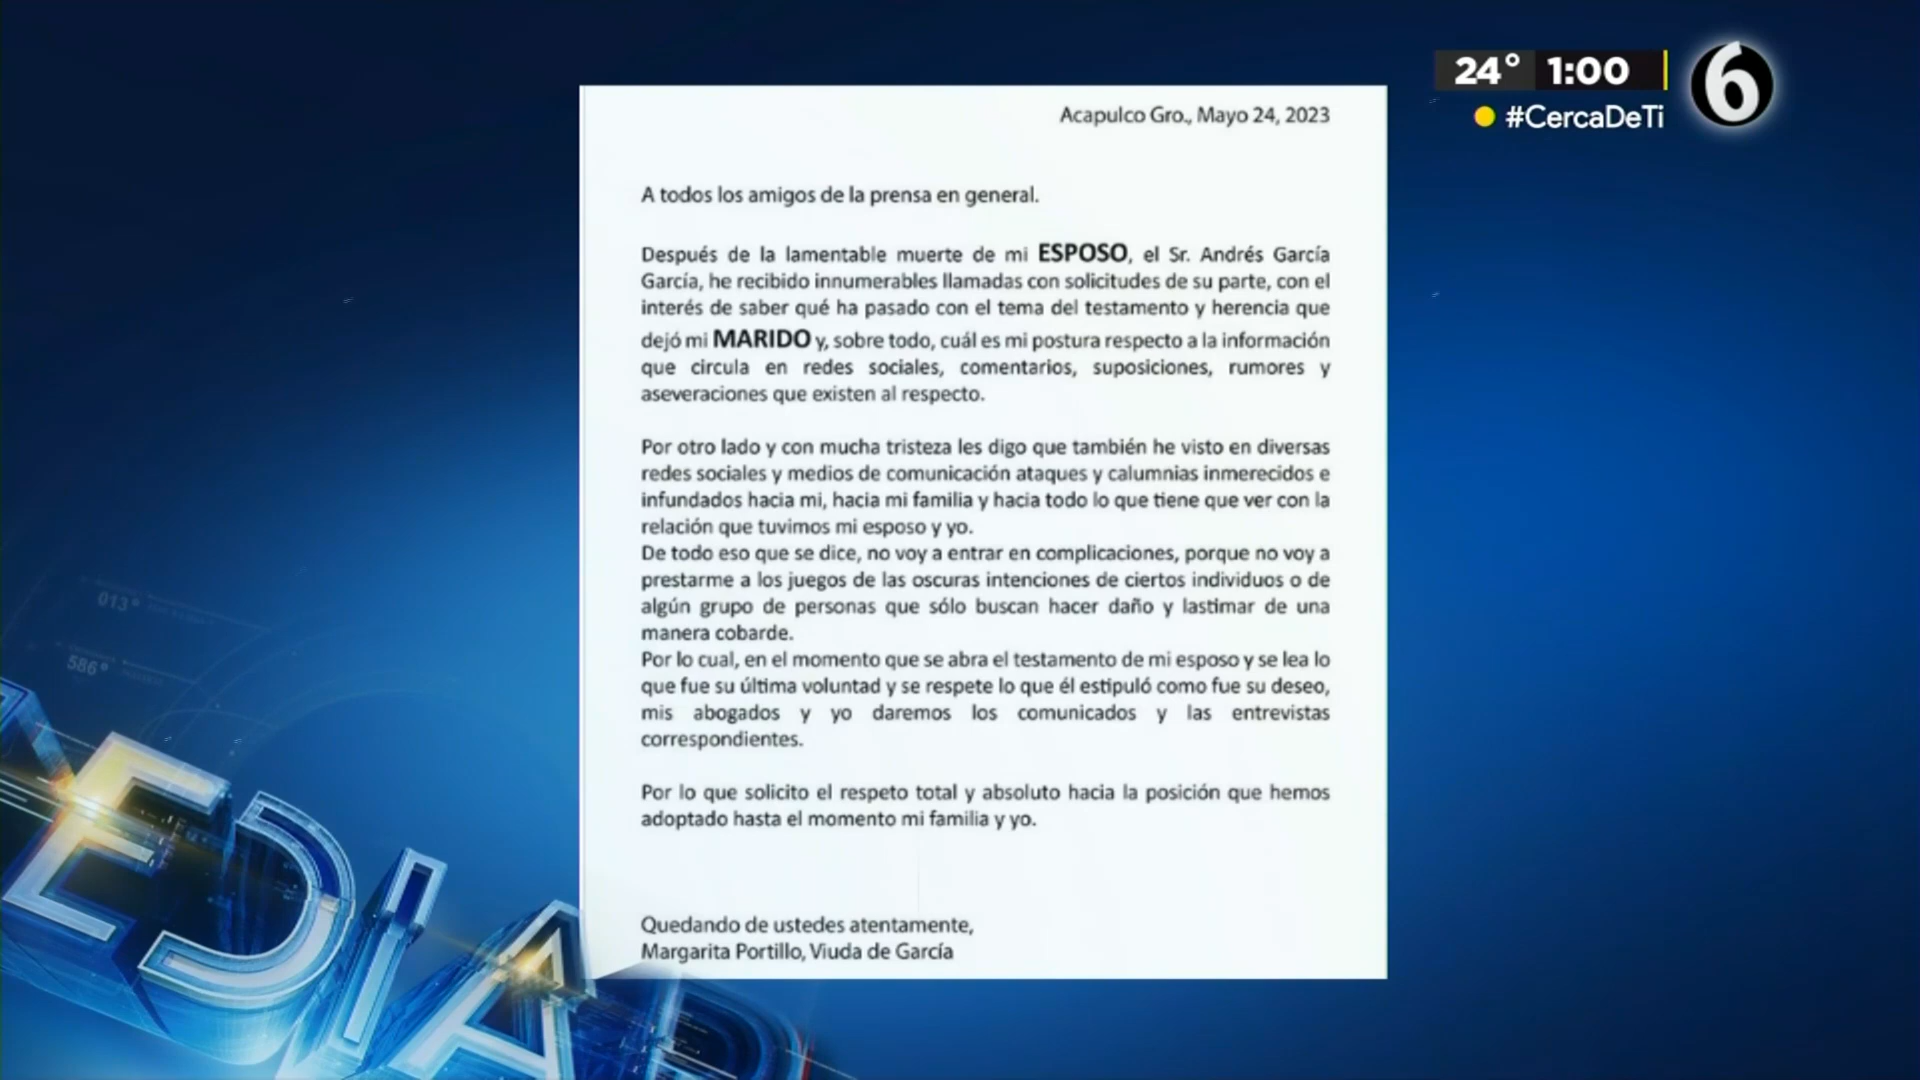 24° 1:00
#CercaDeTi
6
Acapulco Gro., Mayo 24, 2023
A todos los amigos de la prensa en general.
Después de la lamentable muerte de mi ESPOSO, el Sr. Andrés García
García, he recibido innumerables llamadas con solicitudes de su parte, con el
interés de saber qué ha pasado con el tema del testamento y herencia que
dejó mi MARIDO y, sobre todo, cuál es mi postura respecto a la información
que circula en redes sociales, comentarios, suposiciones, rumores y
aseveraciones que existen al respecto.
Por otro lado y con mucha tristeza les digo que también he visto en diversas
redes sociales y medios de comunicación ataques y calumnias inmerecidos e
infundados hacia mi, hacia mi familia y hacia todo lo que tiene que ver con la
relación que tuvimos mi esposo y yo.
De todo eso que se dice, no voy a entrar en complicaciones, porque no voy a
prestarme a los juegos de las oscuras intenciones de ciertos individuos o de
algún grupo de personas que sólo buscan hacer daño y lastimar de una
manera cobarde.
Por lo cual, en el momento que se abra el testamento de mi esposo y se lea lo
que fue su última voluntad y se respete lo que él estipuló como fue su deseo,
mis abogados y yo daremos los comunicados y las entrevistas
correspondientes.
Por lo que solicito el respeto total y absoluto hacia la posición que hemos
adoptado hasta el momento mi familia y yo.
Quedando de ustedes atentamente,
Margarita Portillo, Viuda de García
013°
586°